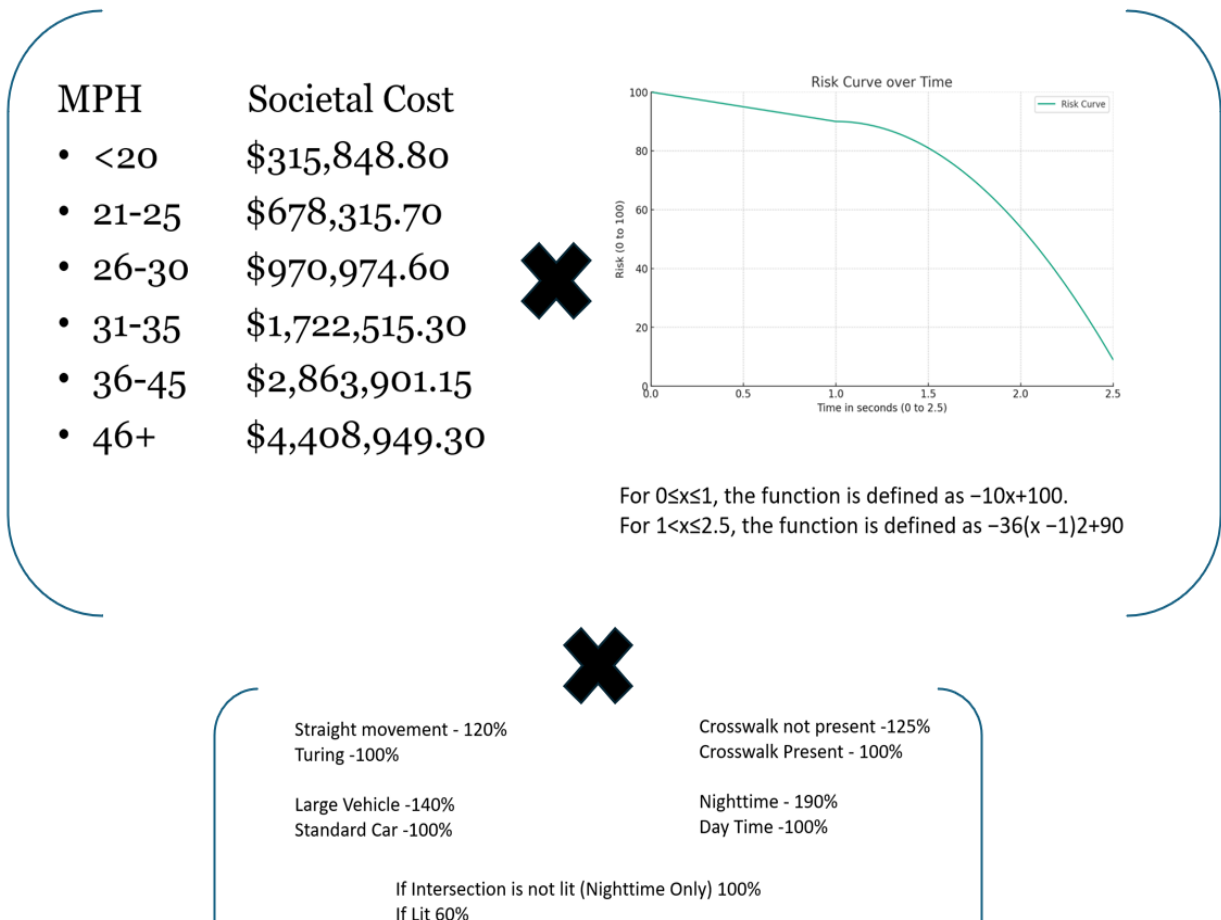 MPH Societal Cost
• <20 $315,848.80
• 21-25 $678,315.70
• 26-30 $970,974.60
• 31-35 $1,722,515.30
• 36-45 $2,863,901.15
• 46+ $4,408,949.30
Risk Curve over Time
Risk Curve
100
80
60
40
20
0
Risk (0 to 100)
0.0 0.5 1.0 1.5 2.0 2.5
Time in seconds (0 to 2.5)
For 0≤x≤1, the function is defined as −10x+100.
For 1<x≤2.5, the function is defined as −36(x −1)2+90
Straight movement - 120%
Turing -100%
Large Vehicle -140%
Standard Car -100%
Crosswalk not present -125%
Crosswalk Present - 100%
Nighttime - 190%
Day Time -100%
If Intersection is not lit (Nighttime Only) 100%
If Lit 60%